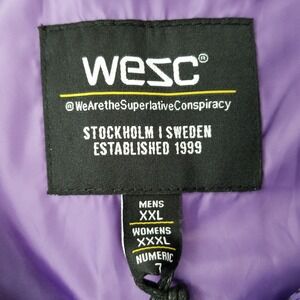 wesc®
@WeAretheSuperlativeConspiracy
STOCKHOLM | SWEDEN
ESTABLISHED 1999
MENS
XXL
WOMENS
XXXL
NUMERIC
7